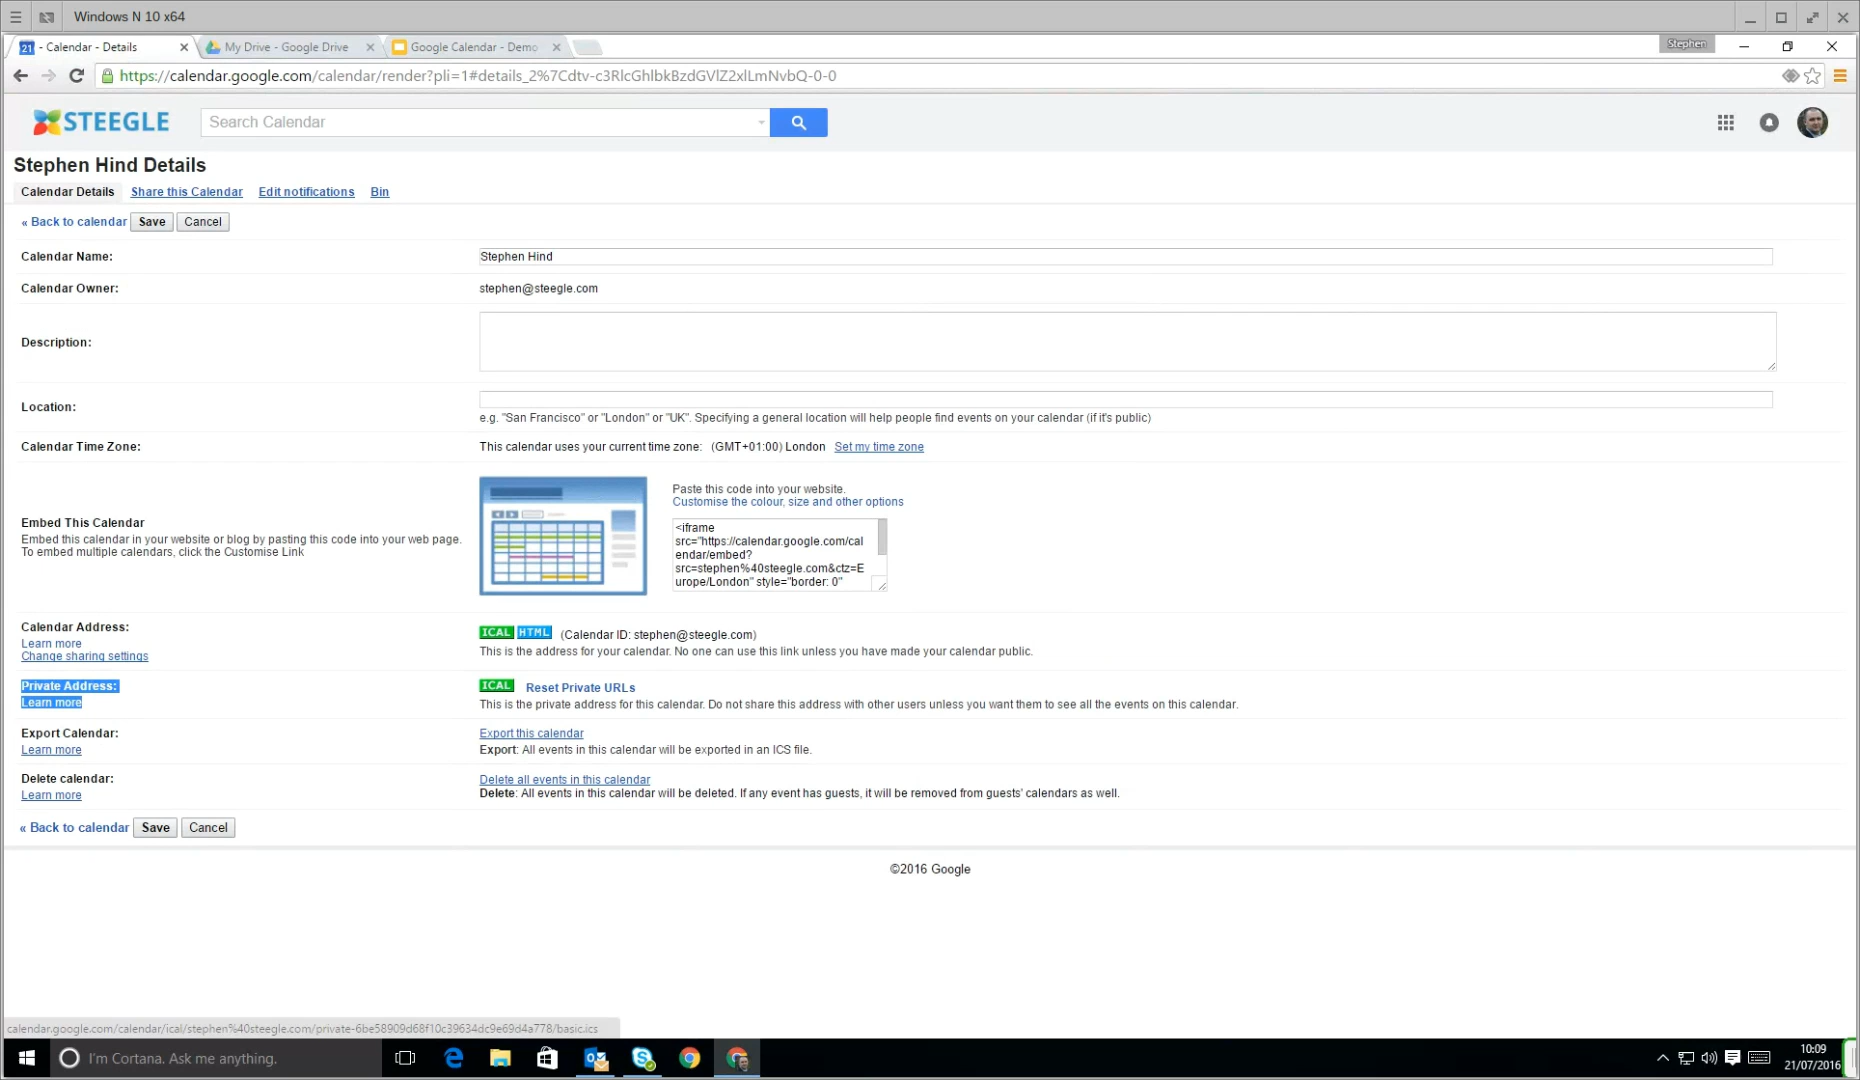 Windows N 10 x64
21 - Calendar - Details
My Drive - Google Drive
Google Calendar - Demo
Stephen
https://calendar.google.com/calendar/render?pli=1#details_2%7Cdtv-c3RlcGhlbkBzdGVlZ2xlLmNvbQ-0-0
STEEGLE
Search Calendar
Stephen Hind Details
Calendar Details Share this Calendar Edit notifications Bin
« Back to calendar Save Cancel
Calendar Name: Stephen Hind
Calendar Owner: stephen@steegle.com
Description:
Location:
e.g. "San Francisco" or "London" or "UK". Specifying a general location will help people find events on your calendar (if it's public)
Calendar Time Zone: This calendar uses your current time zone: (GMT+01:00) London Set my time zone
Embed This Calendar
Embed this calendar in your website or blog by pasting this code into your web page.
To embed multiple calendars, click the Customise Link
Paste this code into your website.
Customise the colour, size and other options
<iframe
src="https://calendar.google.com/cal
endar/embed?
src=stephen%40steegle.com&ctz=E
urope/London" style="border: 0"
Calendar Address:
Learn more
Change sharing settings
ICAL HTML (Calendar ID: stephen@steegle.com)
This is the address for your calendar. No one can use this link unless you have made your calendar public.
Private Address:
Learn more
ICAL Reset Private URLs
This is the private address for this calendar. Do not share this address with other users unless you want them to see all the events on this calendar.
Export Calendar:
Learn more
Export this calendar
Export: All events in this calendar will be exported in an ICS file.
Delete calendar:
Learn more
Delete all events in this calendar
Delete: All events in this calendar will be deleted. If any event has guests, it will be removed from guests' calendars as well.
« Back to calendar Save Cancel
©2016 Google
calendar.google.com/calendar/ical/stephen%40steegle.com/private-6be58909d68f10c39634dc9e69d4a778/basic.ics
I'm Cortana. Ask me anything.
10:09
21/07/2016